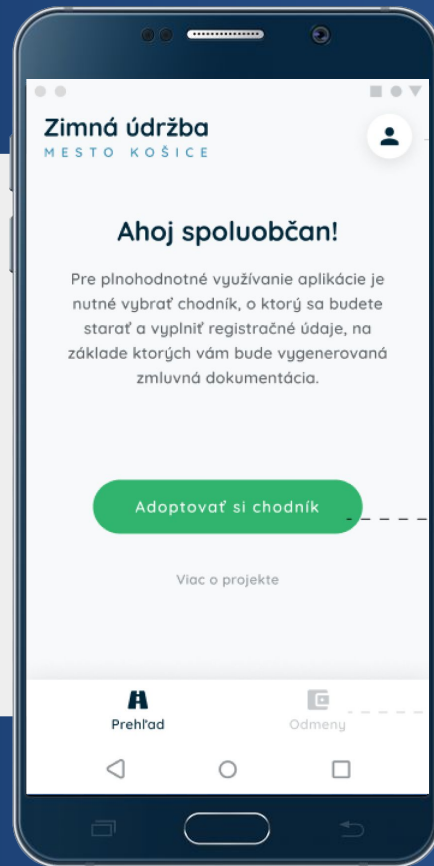 Zimná údržba
MESTO KOŠICE
Ahoj spoluobčan!
Pre plnohodnotné využívanie aplikácie je
nutné vybrať chodník, o ktorý sa budete
starať a vyplniť registračné údaje, na
základe ktorých vám bude vygenerovaná
zmluvná dokumentácia.
Adoptovať si chodník
Viac o projekte
Prehľad
Odmeny